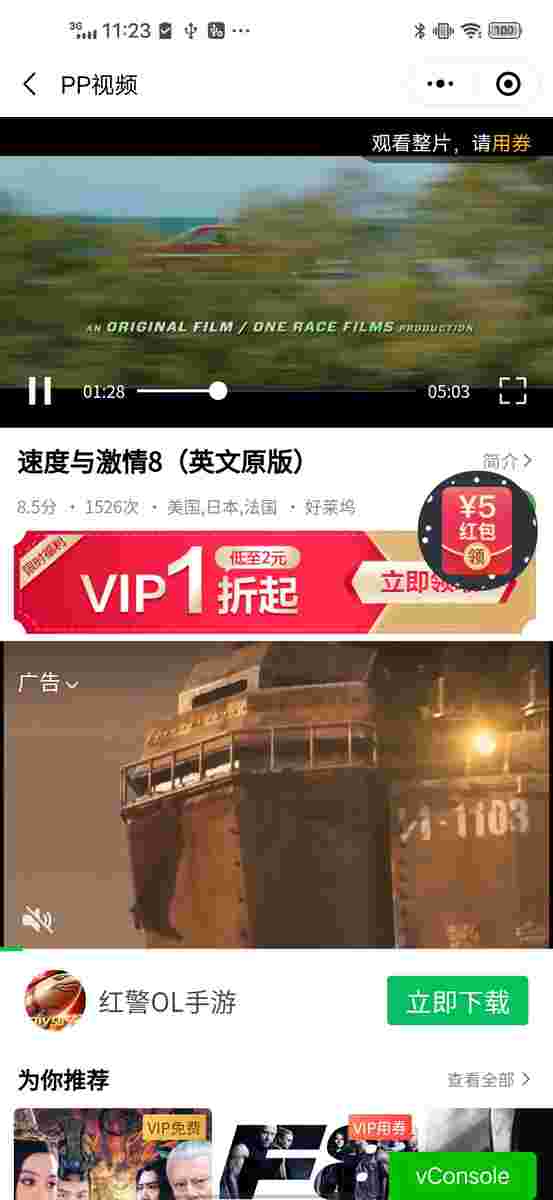 3G 11:23 100
PP视频
观看整片，请用券
AN ORIGINAL FILM / ONE RACE FILMS PRODUCTION
01:28
05:03
速度与激情8（英文原版）
简介
8.5分 · 1526次 · 美国,日本,法国 · 好莱坞
¥5
红包
领
限时福利
低至2元
VIP1折起
立即领
广告
1-1103
红警OL手游
立即下载
为你推荐
查看全部
VIP免费
VIP用券
F8
vConsole